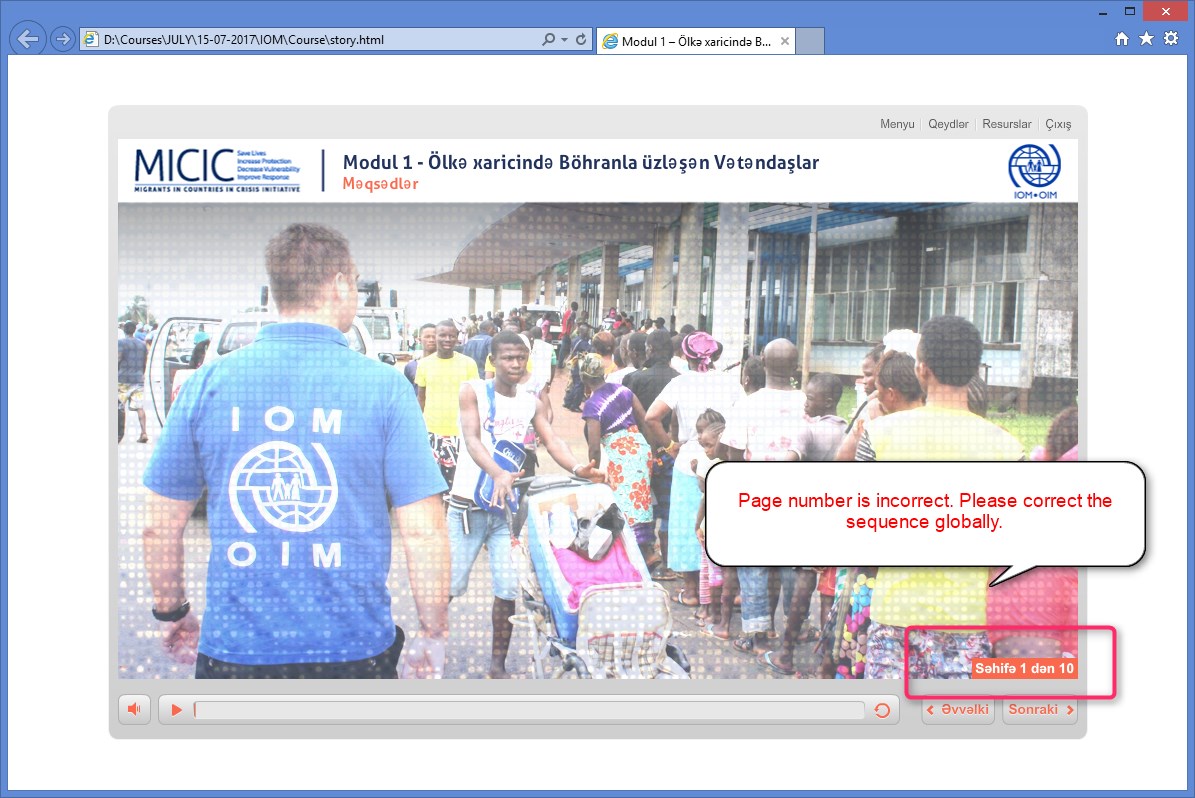 D:\Courses\JULY\15-07-2017\IOM\Course\story.html
Modul 1 – Ölkə xaricində B...
Menyu
Qeydlər
Resurslar
Çıxış
MICIC
Save Lives
Increase Protection
Decrease Vulnerability
Improve Response
MIGRANTS IN COUNTRIES IN CRISIS INITIATIVE
Modul 1 - Ölkə xaricində Böhranla üzləşən Vətəndaşlar
Məqsədlər
IOM•OIM
IOM
OIM
Page number is incorrect. Please correct the
sequence globally.
Səhifə 1 dən 10
Əvvəlki
Sonraki